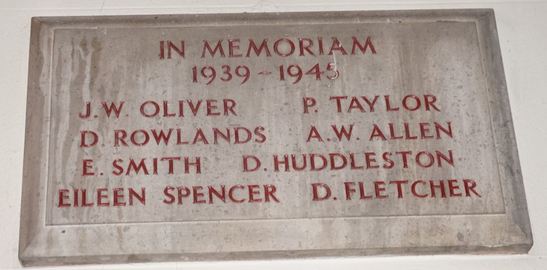 IN MEMORIAM
1939-1945
J.W. OLIVER P. TAYLOR
D. ROWLANDS A.W. ALLEN
E. SMITH D. HUDDLESTON
EILEEN SPENCER D. FLETCHER